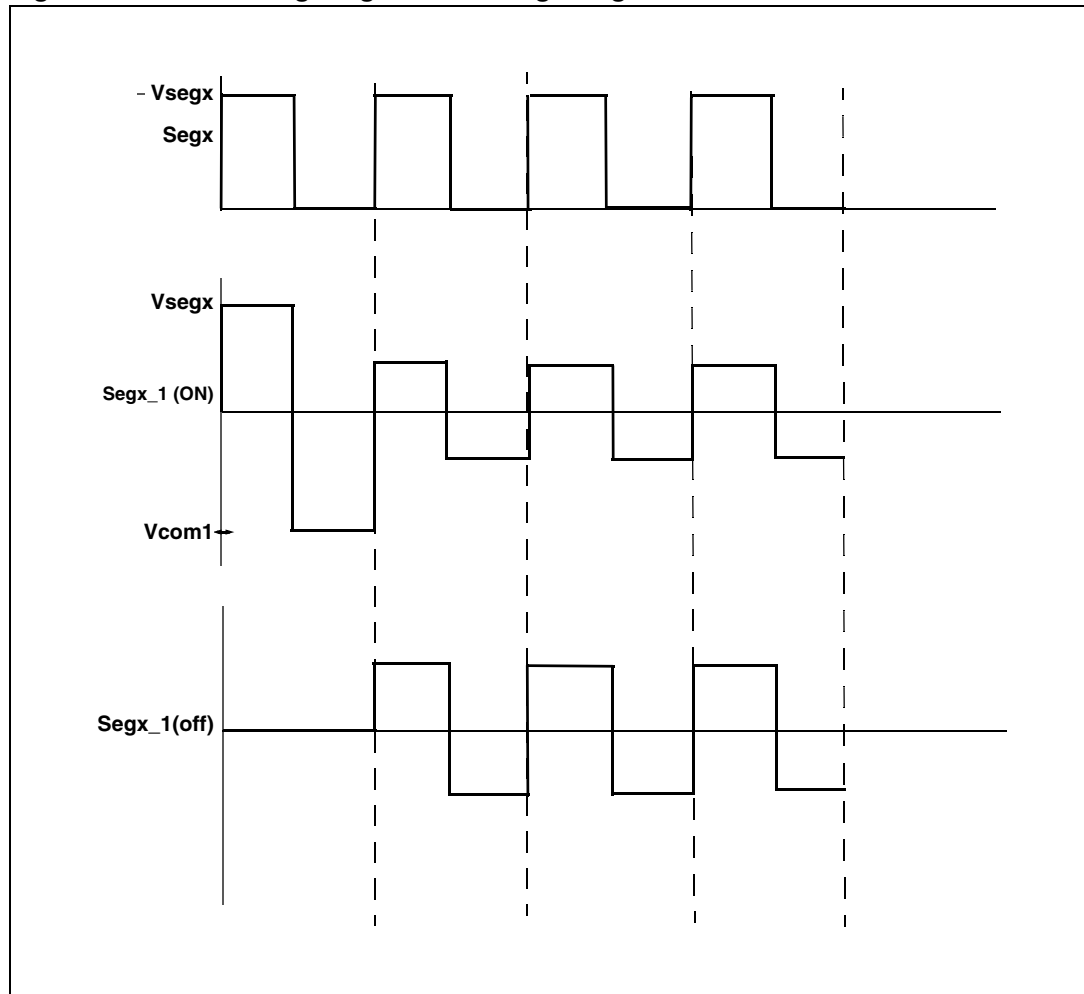 – Vsegx
Segx
Vsegx
Segx_1 (ON)
Vcom1
Segx_1(off)